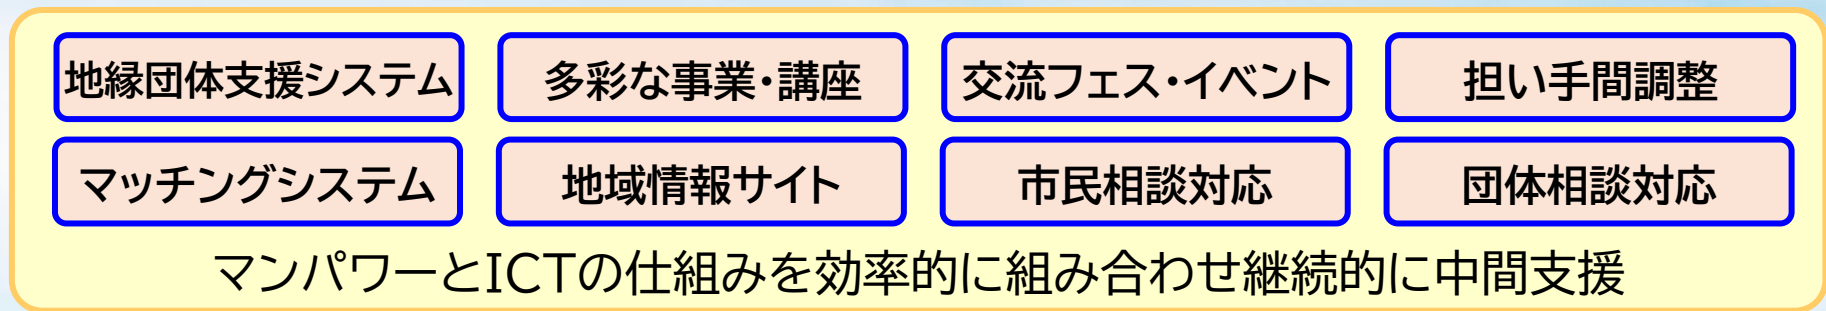 地縁団体支援システム
多彩な事業・講座
交流フェス・イベント
担い手間調整
マッチングシステム
地域情報サイト
市民相談対応
団体相談対応
マンパワーとICTの仕組みを効率的に組み合わせ継続的に中間支援